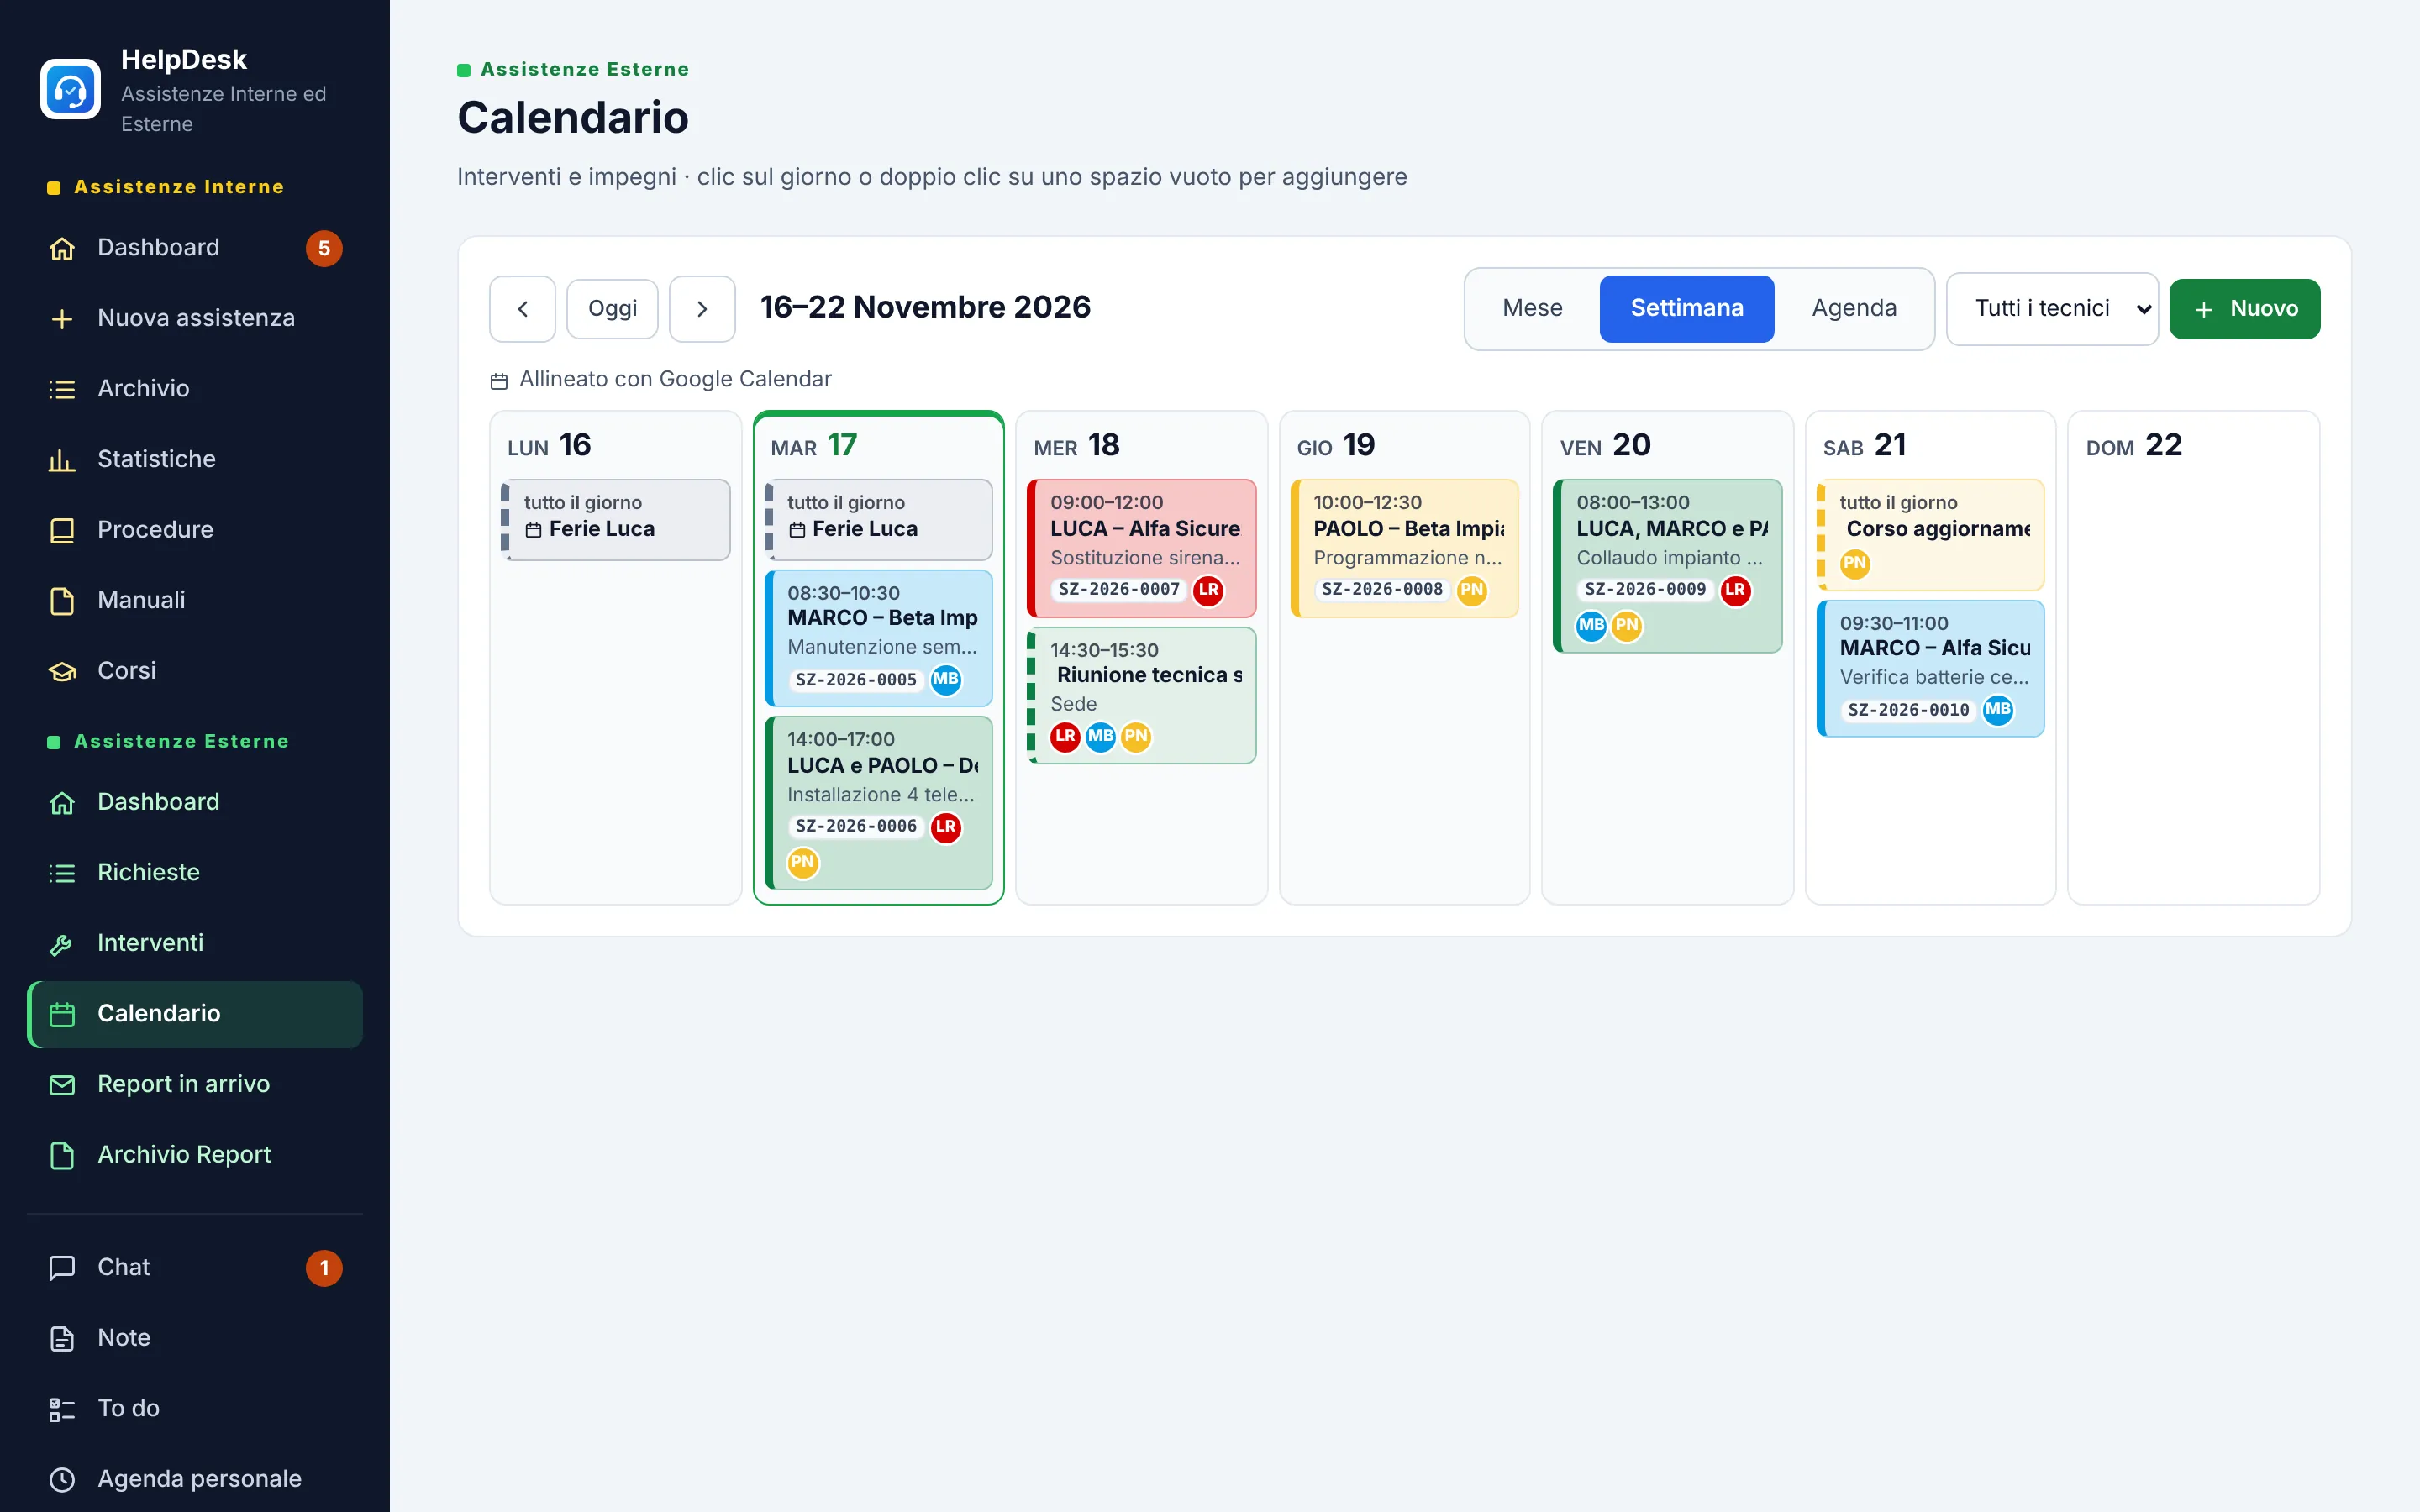 HelpDesk
Assistenze Interne ed
Esterne
Assistenze Interne
Dashboard 5
Nuova assistenza
Archivio
Statistiche
Procedure
Manuali
Corsi
Assistenze Esterne
Dashboard
Richieste
Interventi
Calendario
Report in arrivo
Archivio Report
Chat 1
Note
To do
Agenda personale
Assistenze Esterne
Calendario
Interventi e impegni · clic sul giorno o doppio clic su uno spazio vuoto per aggiungere
Oggi
16–22 Novembre 2026
Mese Settimana Agenda
Tutti i tecnici
+ Nuovo
Allineato con Google Calendar
LUN 16
tutto il giorno
Ferie Luca
MAR 17
tutto il giorno
Ferie Luca
08:30–10:30
MARCO – Beta Imp
Manutenzione sem...
SZ-2026-0005 MB
14:00–17:00
LUCA e PAOLO – De
Installazione 4 tele...
SZ-2026-0006 LR
PN
MER 18
09:00–12:00
LUCA – Alfa Sicure
Sostituzione sirena...
SZ-2026-0007 LR
14:30–15:30
Riunione tecnica s
Sede
LR MB PN
GIO 19
10:00–12:30
PAOLO – Beta Impia
Programmazione n...
SZ-2026-0008 PN
VEN 20
08:00–13:00
LUCA, MARCO e PA
Collaudo impianto ...
SZ-2026-0009 LR
MB PN
SAB 21
tutto il giorno
Corso aggiorname
PN
09:30–11:00
MARCO – Alfa Sicu
Verifica batterie ce...
SZ-2026-0010 MB
DOM 22